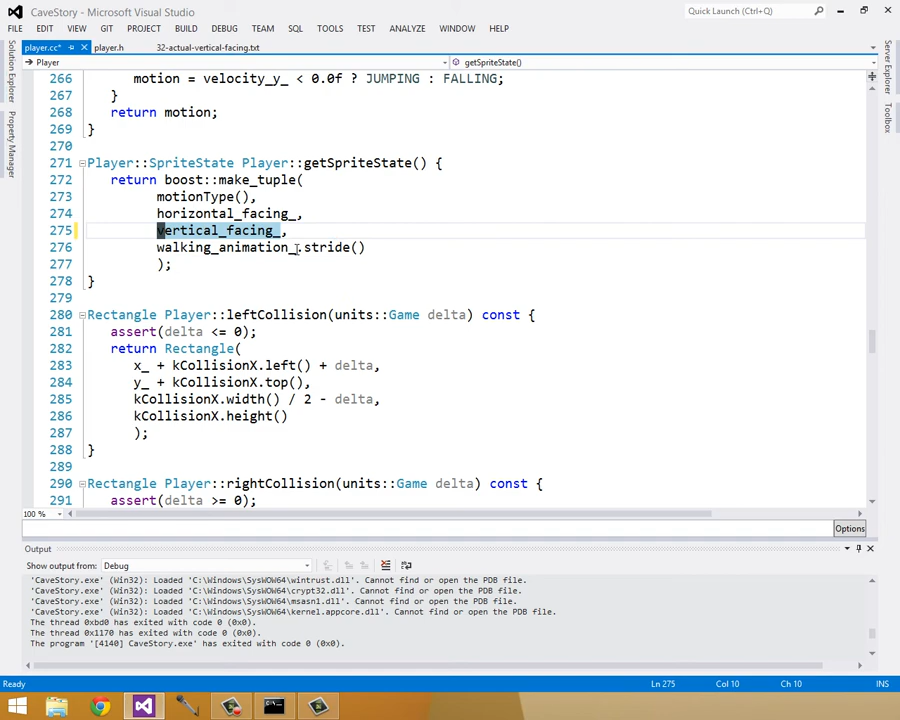 CaveStory - Microsoft Visual Studio
Quick Launch (Ctrl+Q)
FILE EDIT VIEW GIT PROJECT BUILD DEBUG TEAM SQL TOOLS TEST ANALYZE WINDOW HELP
player.cc* player.h 32-actual-vertical-facing.txt
Player getSpriteState()
Solution Explorer
Property Manager
Server Explorer
Toolbox
266 motion = velocity_y_ < 0.0f ? JUMPING : FALLING;
267 }
268 return motion;
269 }
270
271 Player::SpriteState Player::getSpriteState() {
272 return boost::make_tuple(
273 motionType(),
274 horizontal_facing_,
275 vertical_facing_,
276 walking_animation_.stride()
277 );
278 }
279
280 Rectangle Player::leftCollision(units::Game delta) const {
281 assert(delta <= 0);
282 return Rectangle(
283 x_ + kCollisionX.left() + delta,
284 y_ + kCollisionX.top(),
285 kCollisionX.width() / 2 - delta,
286 kCollisionX.height()
287 );
288 }
289
290 Rectangle Player::rightCollision(units::Game delta) const {
291 assert(delta >= 0);
100 %
Options
Output
Show output from: Debug
'CaveStory.exe' (Win32): Loaded 'C:\Windows\SysWOW64\wintrust.dll'. Cannot find or open the PDB file.
'CaveStory.exe' (Win32): Loaded 'C:\Windows\SysWOW64\crypt32.dll'. Cannot find or open the PDB file.
'CaveStory.exe' (Win32): Loaded 'C:\Windows\SysWOW64\msasn1.dll'. Cannot find or open the PDB file.
'CaveStory.exe' (Win32): Loaded 'C:\Windows\SysWOW64\kernel.appcore.dll'. Cannot find or open the PDB file.
The thread 0xbd0 has exited with code 0 (0x0).
The thread 0x1170 has exited with code 0 (0x0).
The program '[4140] CaveStory.exe' has exited with code 0 (0x0).
Ready Ln 275 Col 10 Ch 10 INS